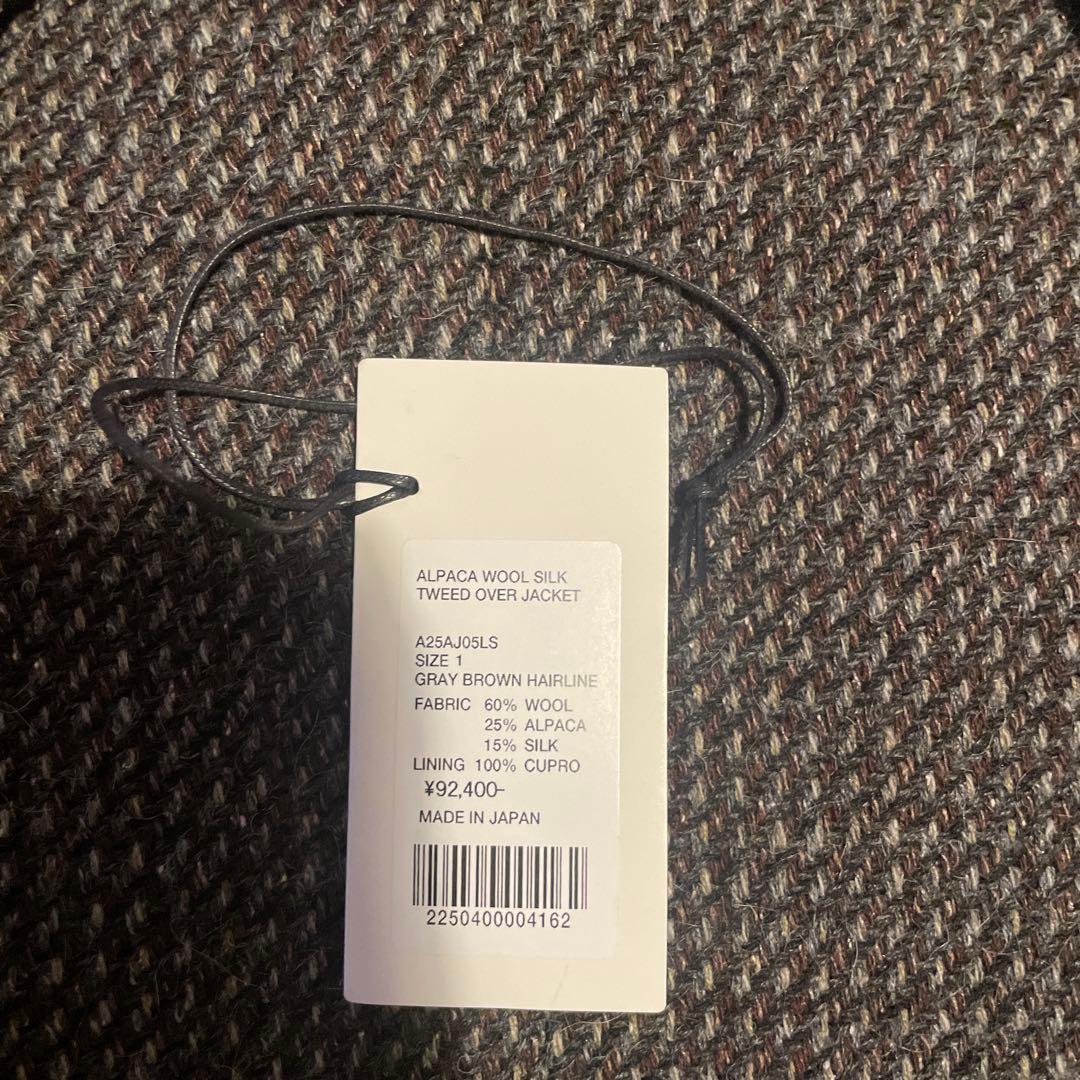 ALPACA WOOL SILK
TWEED OVER JACKET
A25AJ05LS
SIZE 1
GRAY BROWN HAIRLINE
FABRIC 60% WOOL
25% ALPACA
15% SILK
LINING 100% CUPRO
¥92,400-
MADE IN JAPAN
2250400004162